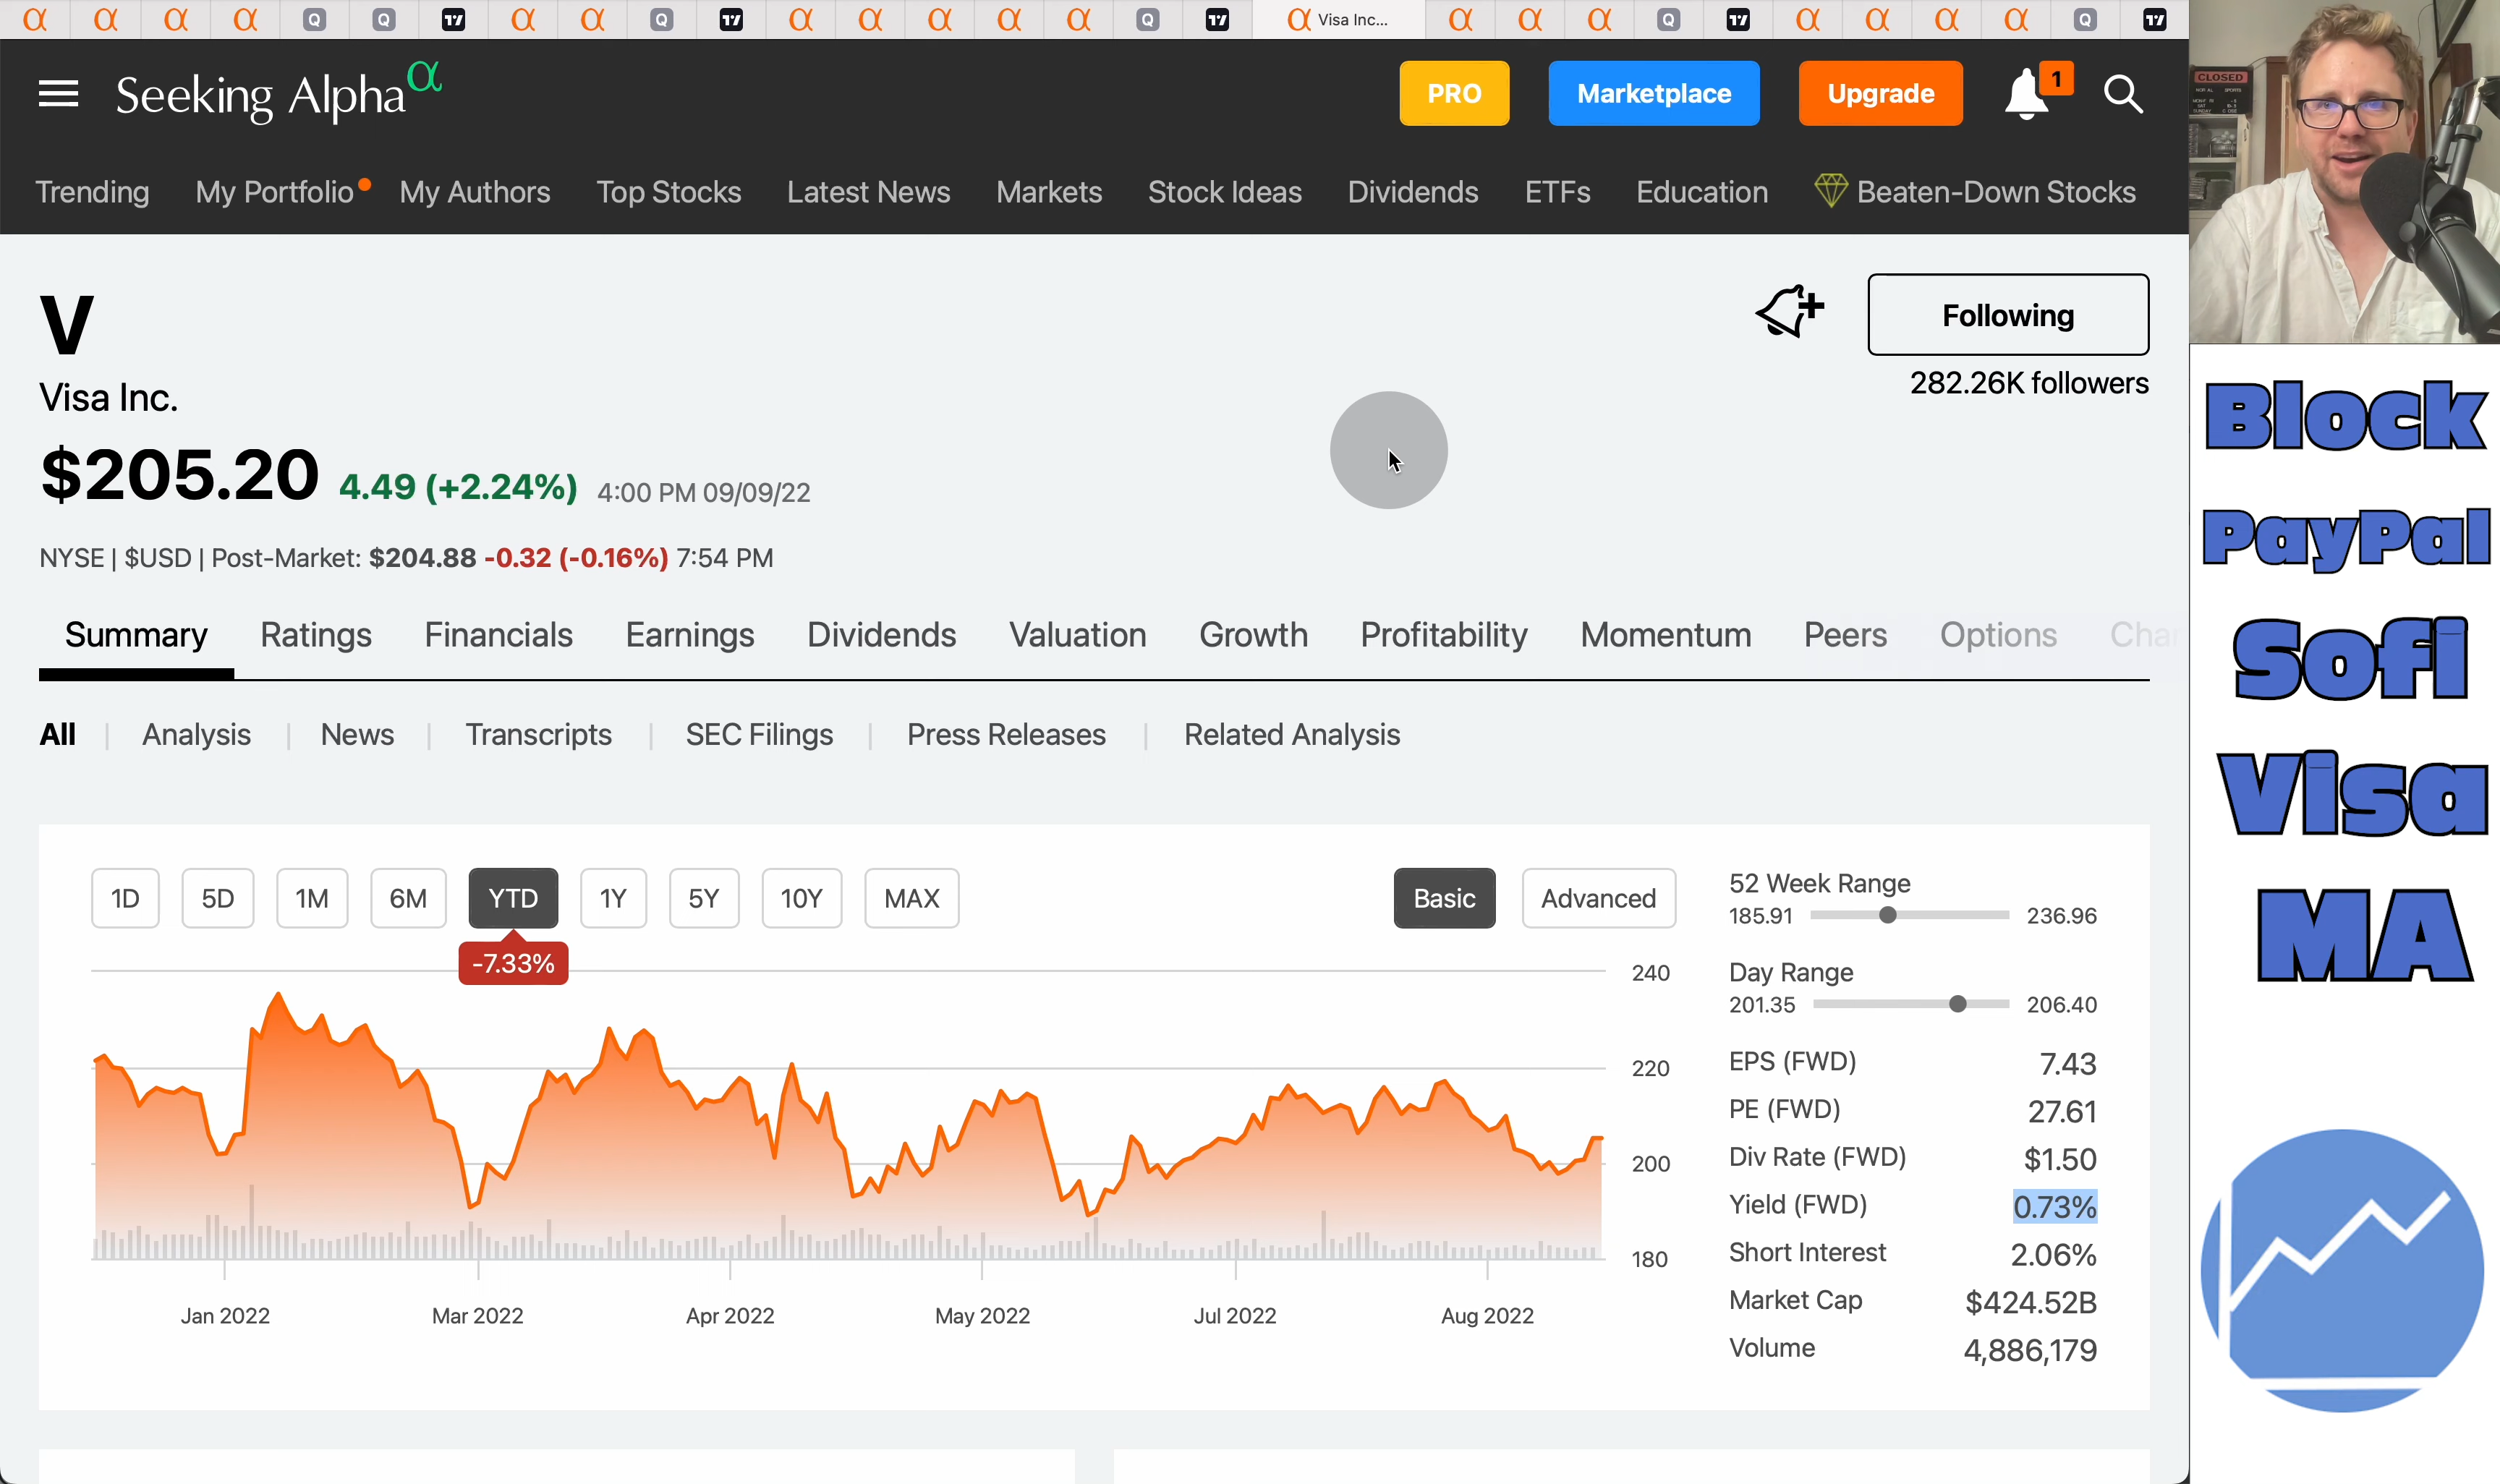 Visa Inc...
Seeking Alpha α
PRO
Marketplace
Upgrade
1
Trending
My Portfolio
My Authors
Top Stocks
Latest News
Markets
Stock Ideas
Dividends
ETFs
Education
Beaten-Down Stocks
V
Following
Visa Inc.
282.26K followers
$205.20 4.49 (+2.24%) 4:00 PM 09/09/22
NYSE | $USD | Post-Market: $204.88 -0.32 (-0.16%) 7:54 PM
Summary
Ratings
Financials
Earnings
Dividends
Valuation
Growth
Profitability
Momentum
Peers
Options
All | Analysis | News | Transcripts | SEC Filings | Press Releases | Related Analysis
1D
5D
1M
6M
YTD
1Y
5Y
10Y
MAX
Basic
Advanced
-7.33%
240
220
200
180
Jan 2022
Mar 2022
Apr 2022
May 2022
Jul 2022
Aug 2022
52 Week Range
185.91 236.96
Day Range
201.35 206.40
EPS (FWD) 7.43
PE (FWD) 27.61
Div Rate (FWD) $1.50
Yield (FWD) 0.73%
Short Interest 2.06%
Market Cap $424.52B
Volume 4,886,179
CLOSED
Block
PayPal
Sofi
Visa
MA